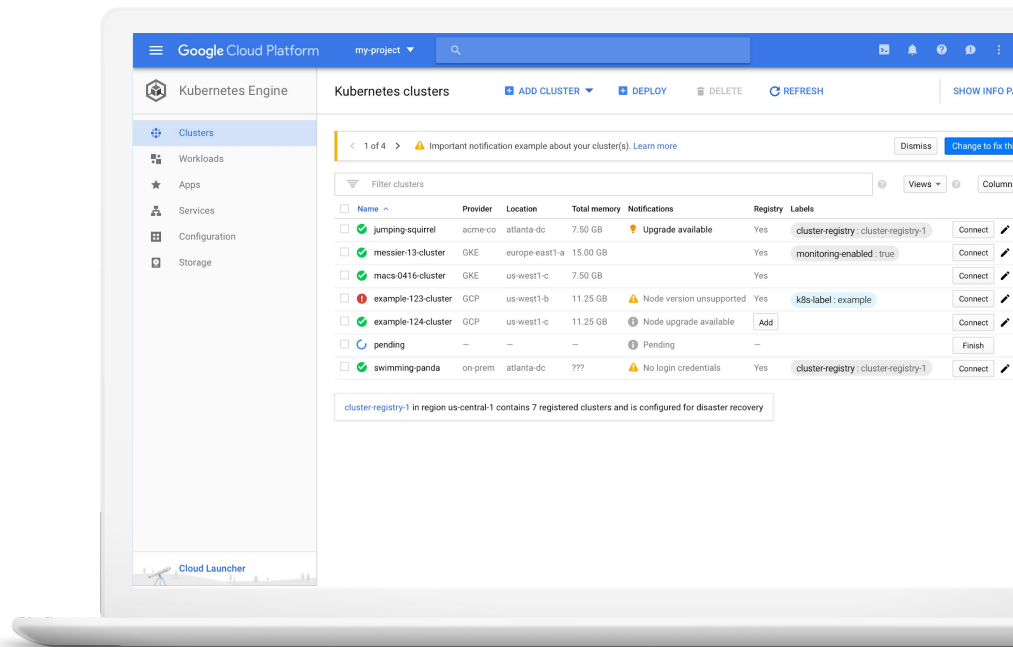 Google Cloud Platform my-project
Kubernetes Engine
Clusters
Workloads
Apps
Services
Configuration
Storage
Cloud Launcher
Kubernetes clusters ADD CLUSTER DEPLOY DELETE REFRESH SHOW INFO
1 of 4 Important notification example about your cluster(s). Learn more Dismiss Change to fix
Filter clusters Views Column
Name Provider Location Total memory Notifications Registry Labels
jumping-squirrel acme-co atlanta-dc 7.50 GB Upgrade available Yes cluster-registry : cluster-registry-1 Connect
messier-13-cluster GKE europe-east1-a 15.00 GB Yes monitoring-enabled : true Connect
macs-0416-cluster GKE us-west1-c 7.50 GB Yes Connect
example-123-cluster GCP us-west1-b 11.25 GB Node version unsupported Yes k8s-label : example Connect
example-124-cluster GCP us-west1-c 11.25 GB Node upgrade available Add Connect
pending – – – Pending – Finish
swimming-panda on-prem atlanta-dc ??? No login credentials Yes cluster-registry : cluster-registry-1 Connect
cluster-registry-1 in region us-central-1 contains 7 registered clusters and is configured for disaster recovery